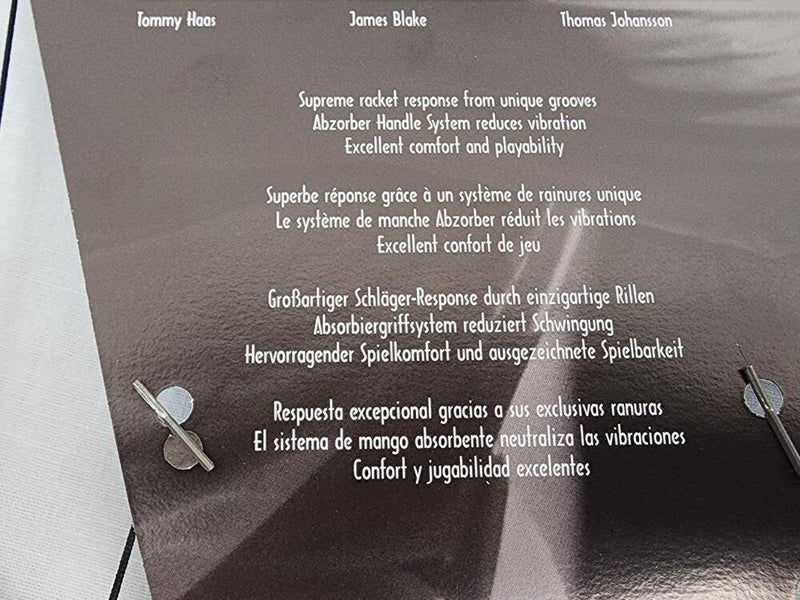 Tommy Haas James Blake Thomas Johansson
Supreme racket response from unique grooves
Abzorber Handle System reduces vibration
Excellent comfort and playability
Superbe réponse grâce à un système de rainures unique
Le système de manche Abzorber réduit les vibrations
Excellent confort de jeu
Großartiger Schläger-Response durch einzigartige Rillen
Absorbiergriffsystem reduziert Schwingung
Hervorragender Spielkomfort und ausgezeichnete Spielbarkeit
Respuesta excepcional gracias a sus exclusivas ranuras
El sistema de mango absorbente neutraliza las vibraciones
Confort y jugabilidad excelentes